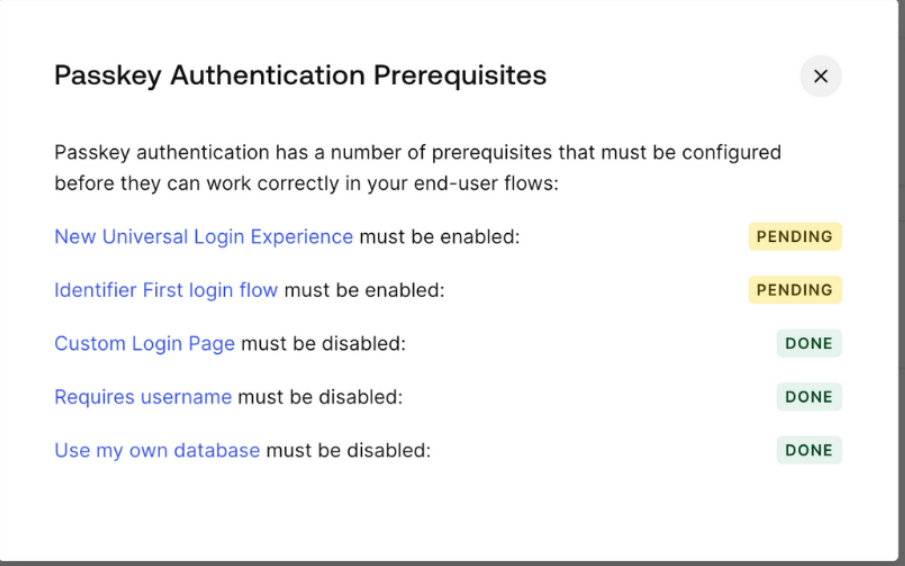 Passkey Authentication Prerequisites
Passkey authentication has a number of prerequisites that must be configured
before they can work correctly in your end-user flows:
New Universal Login Experience must be enabled: PENDING
Identifier First login flow must be enabled: PENDING
Custom Login Page must be disabled: DONE
Requires username must be disabled: DONE
Use my own database must be disabled: DONE